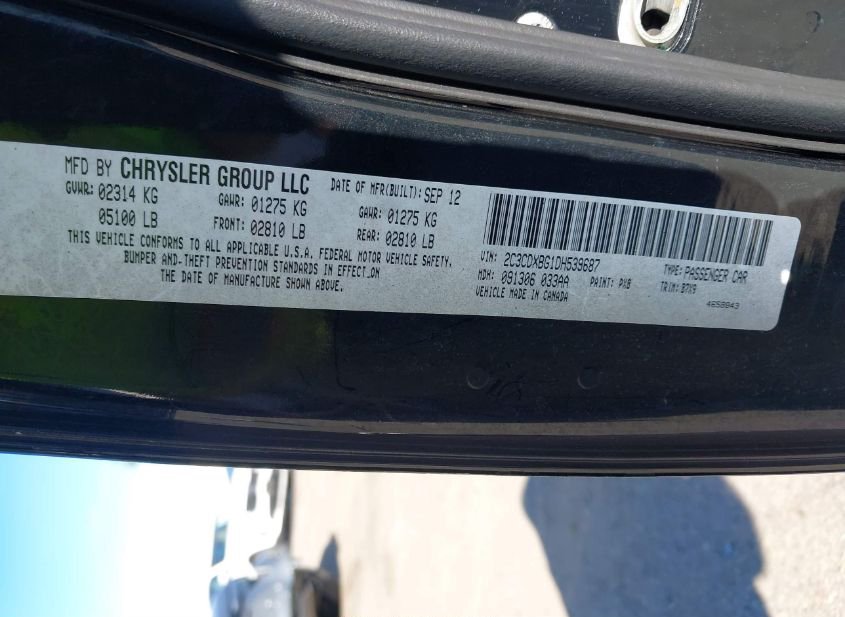 MFD BY CHRYSLER GROUP LLC DATE OF MFR(BUILT): SEP 12
GVWR: 02314 KG GAWR: 01275 KG GAWR: 01275 KG
05100 LB FRONT: 02810 LB REAR: 02810 LB
THIS VEHICLE CONFORMS TO ALL APPLICABLE U.S.A. FEDERAL MOTOR VEHICLE SAFETY,
BUMPER AND-THEFT PREVENTION STANDARDS IN EFFECT ON
THE DATE OF MANUFACTURE SHOWN ABOVE.
VIN: 2C3CDXBG1DH539687 TYPE: PASSENGER CAR
MDH: 091306 033AA PAINT: PX8 TRIM: B7X9
VEHICLE MADE IN CANADA 4658843